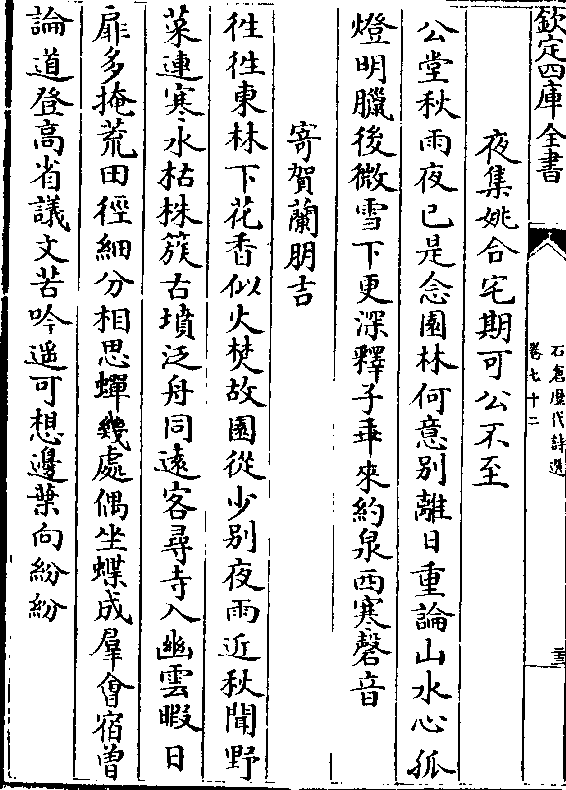 欽定四庫全書
石倉歷代詩選
卷七十二
夜集姚合宅期可公不至
公堂秋雨夜已是念園林何意別離日重論山水心孤
燈明臘後微雪下更深釋子乖來約泉西寒磬音
寄賀蘭朋吉
徃徃東林下花香似火焚故園從少別夜雨近秋聞野
菜連寒水枯株簇古墳泛舟同遠客尋寺入幽雲暇日
扉多掩荒田徑細分相思蟬幾處偶坐蝶成羣會宿曽
論道登高省議文苦吟遥可想邊葉向紛紛